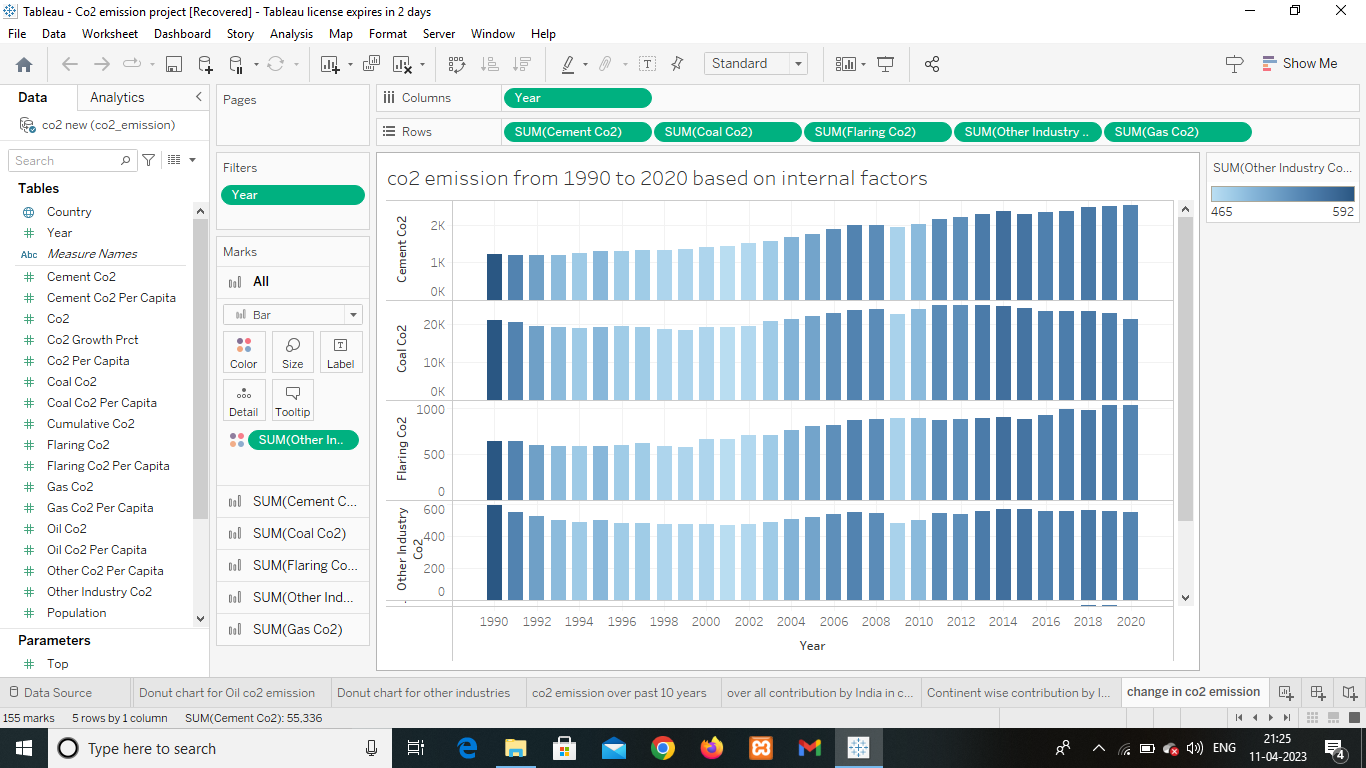 Tableau - Co2 emission project [Recovered] - Tableau license expires in 2 days
File Data Worksheet Dashboard Story Analysis Map Format Server Window Help
Standard
Show Me
Data Analytics
co2 new (co2_emission)
Search
Tables
Country
Year
Abc Measure Names
Cement Co2
Cement Co2 Per Capita
Co2
Co2 Growth Prct
Co2 Per Capita
Coal Co2
Coal Co2 Per Capita
Cumulative Co2
Flaring Co2
Flaring Co2 Per Capita
Gas Co2
Gas Co2 Per Capita
Oil Co2
Oil Co2 Per Capita
Other Co2 Per Capita
Other Industry Co2
Population
Parameters
Top
Pages
Filters
Year
Marks
All
Bar
Color Size Label
Detail Tooltip
SUM(Other In..
SUM(Cement C...
SUM(Coal Co2)
SUM(Flaring Co...
SUM(Other Ind...
SUM(Gas Co2)
Columns Year
Rows SUM(Cement Co2) SUM(Coal Co2) SUM(Flaring Co2) SUM(Other Industry .. SUM(Gas Co2)
co2 emission from 1990 to 2020 based on internal factors
Cement Co2
2K
1K
0K
Coal Co2
20K
10K
0K
Flaring Co2
1000
500
0
Other Industry
Co2
600
400
200
0
1990 1992 1994 1996 1998 2000 2002 2004 2006 2008 2010 2012 2014 2016 2018 2020
Year
SUM(Other Industry Co...
465 592
Data Source Donut chart for Oil co2 emission Donut chart for other industries co2 emission over past 10 years over all contribution by India in c... Continent wise contribution by I... change in co2 emission
155 marks 5 rows by 1 column SUM(Cement Co2): 55,336
Type here to search
ENG
21:25
11-04-2023
4